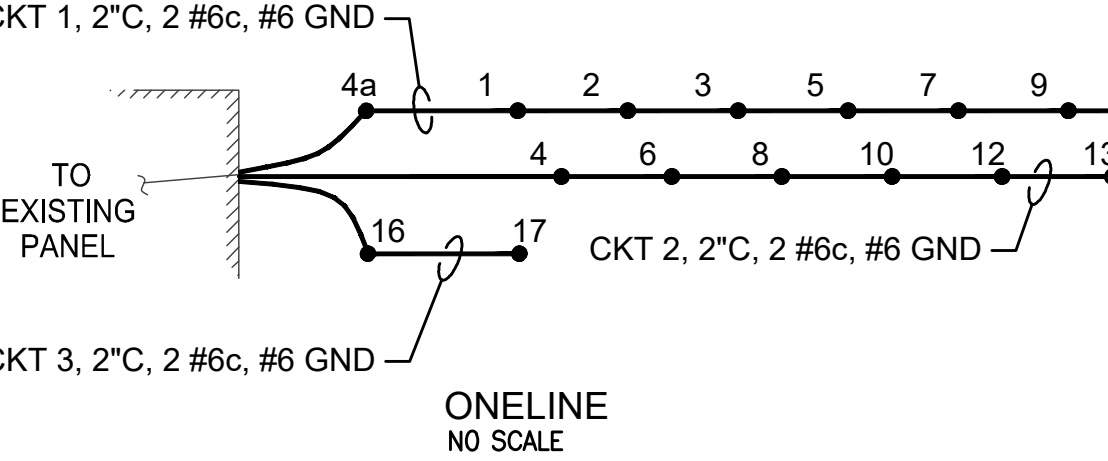 CKT 1, 2"C, 2 #6c, #6 GND
4a 1 2 3 5 7 9
4 6 8 10 12 13
TO
EXISTING
PANEL
16 17
CKT 2, 2"C, 2 #6c, #6 GND
CKT 3, 2"C, 2 #6c, #6 GND
ONELINE
NO SCALE